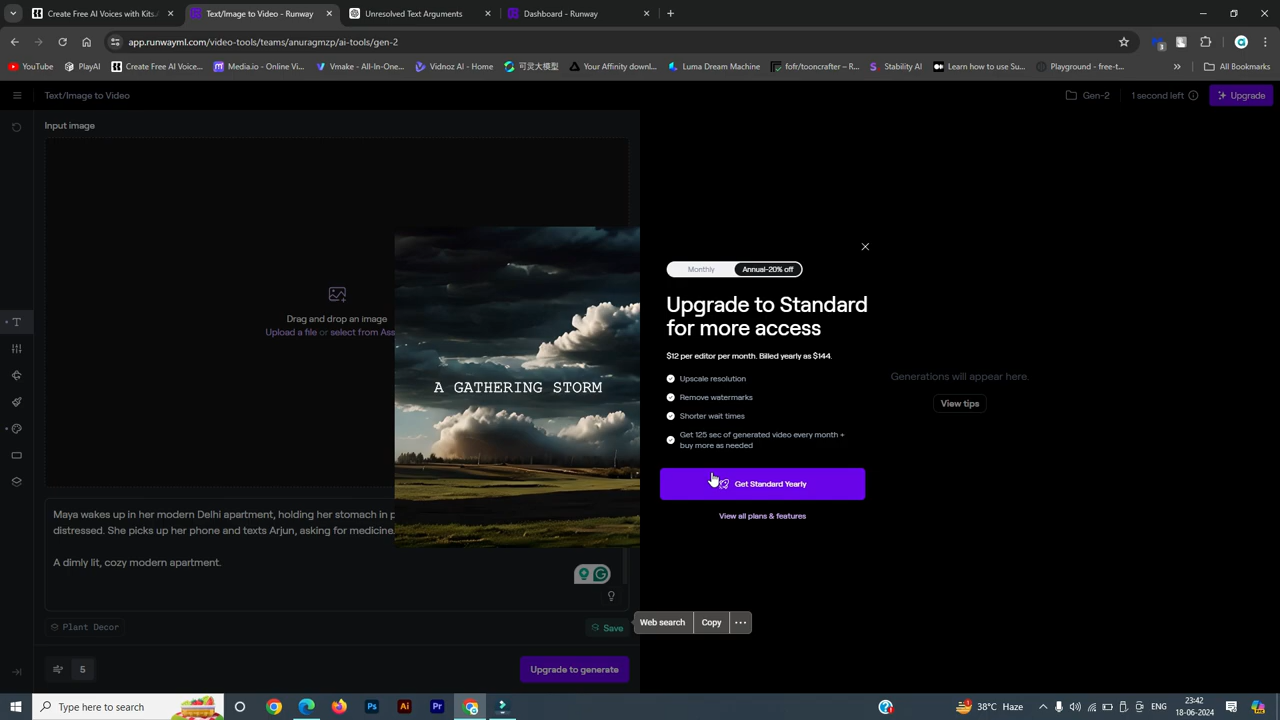 Create Free AI Voices with Kits.
Text/Image to Video - Runway
Unresolved Text Arguments
Dashboard - Runway
app.runwayml.com/video-tools/teams/anuragmzp/ai-tools/gen-2
YouTube
PlayAI
Create Free AI Voice...
Media.io - Online Vi...
Vmake - All-In-One...
Vidnoz AI - Home
可灵大模型
Your Affinity downl...
Luma Dream Machine
fofr/tooncrafter – R...
Stability AI
Learn how to use Su...
Playground - free-t...
All Bookmarks
Text/Image to Video
Gen-2
1 second left
Upgrade
Input image
Drag and drop an image
Upload a file or select from Ass
A GATHERING STORM
Monthly
Annual-20% off
Upgrade to Standard
for more access
$12 per editor per month. Billed yearly as $144.
Upscale resolution
Remove watermarks
Shorter wait times
Get 125 sec of generated video every month +
buy more as needed
Get Standard Yearly
View all plans & features
Generations will appear here.
View tips
Maya wakes up in her modern Delhi apartment, holding her stomach in p
distressed. She picks up her phone and texts Arjun, asking for medicine.
A dimly lit, cozy modern apartment.
Plant Decor
Save
Web search
Copy
5
Upgrade to generate
Type here to search
Ps
Ai
Pr
38°C Haze
ENG
23:42
18-06-2024